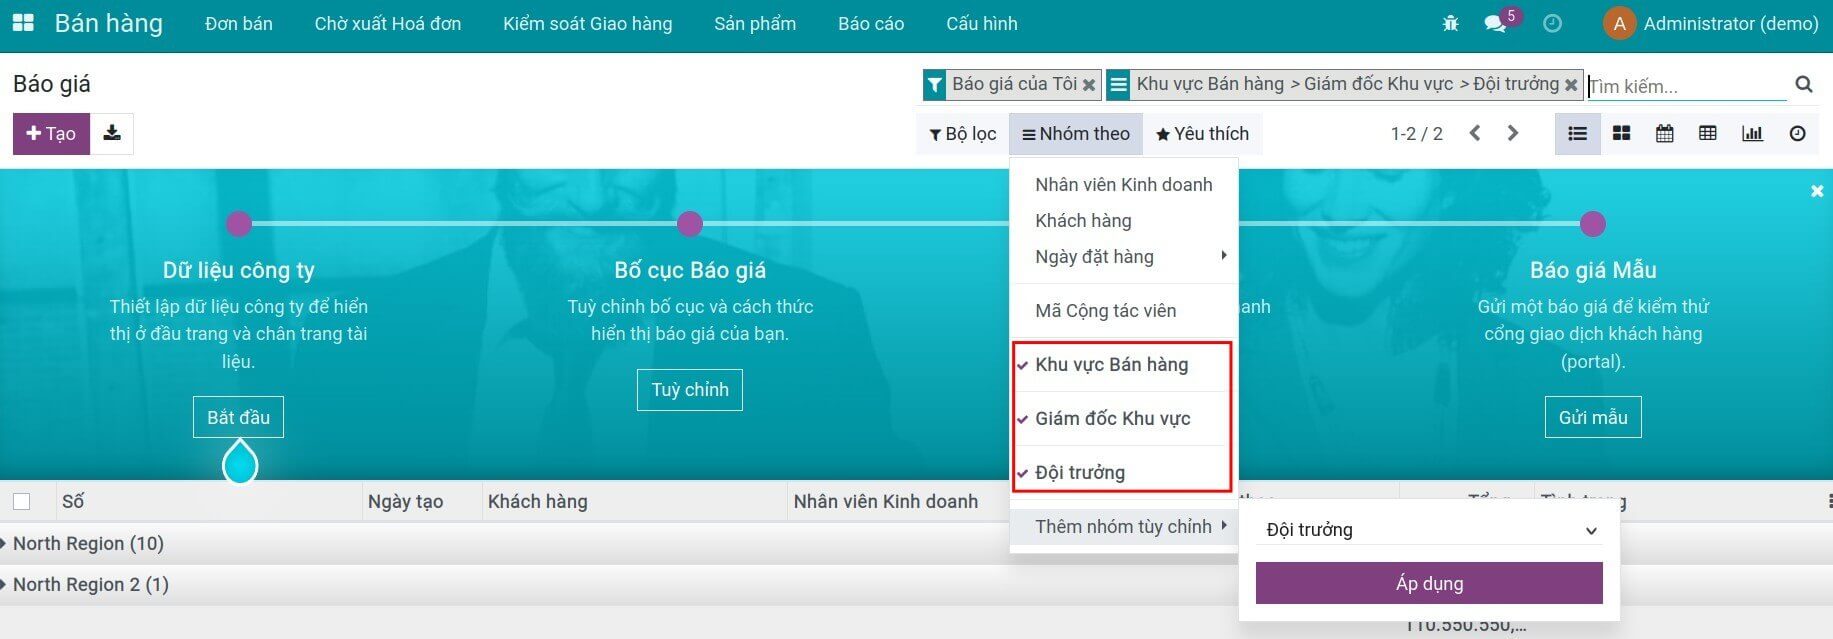 Bán hàng Đơn bán Chờ xuất Hoá đơn Kiểm soát Giao hàng Sản phẩm Báo cáo Cấu hình 5 A Administrator (demo)
Báo giá
Báo giá của Tôi Khu vực Bán hàng > Giám đốc Khu vực > Đội trưởng Tìm kiếm...
Tạo
Bộ lọc Nhóm theo Yêu thích 1-2 / 2
Nhân viên Kinh doanh
Khách hàng
Ngày đặt hàng
Mã Cộng tác viên
Khu vực Bán hàng
Giám đốc Khu vực
Đội trưởng
Thêm nhóm tùy chỉnh
Đội trưởng
Áp dụng
Dữ liệu công ty
Thiết lập dữ liệu công ty để hiển
thị ở đầu trang và chân trang tài
liệu.
Bắt đầu
Bố cục Báo giá
Tuỳ chỉnh bố cục và cách thức
hiển thị báo giá của bạn.
Tuỳ chỉnh
anh
Báo giá Mẫu
Gửi một báo giá để kiểm thử
cổng giao dịch khách hàng
(portal).
Gửi mẫu
Số Ngày tạo Khách hàng Nhân viên Kinh doanh
North Region (10)
North Region 2 (1)
110.550.550,...